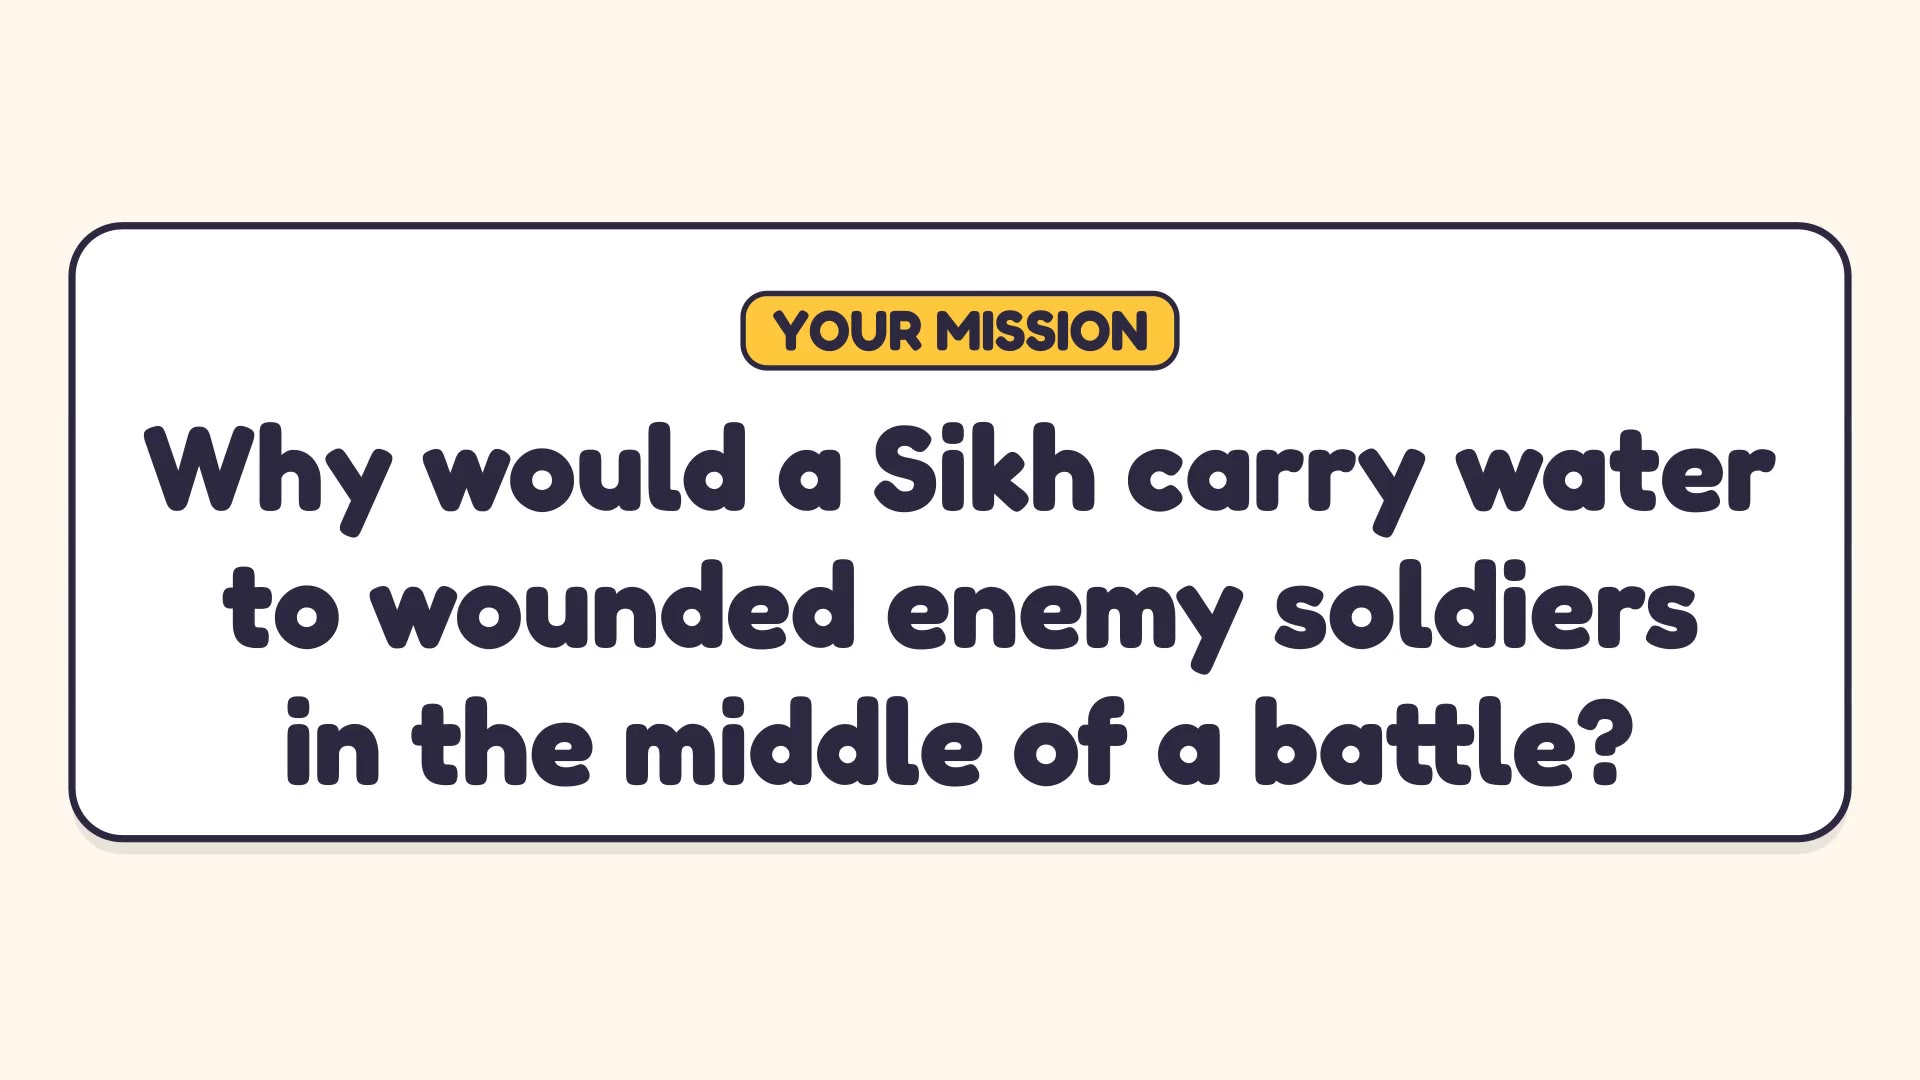 YOUR MISSION
Why would a Sikh carry water
to wounded enemy soldiers
in the middle of a battle?